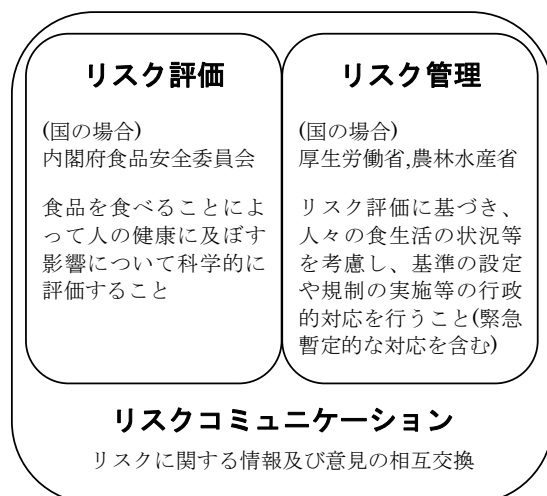 リスク評価
(国の場合)
内閣府食品安全委員会
食品を食べることによ
って人の健康に及ぼす
影響について科学的に
評価すること
リスク管理
(国の場合)
厚生労働省,農林水産省
リスク評価に基づき、
人々の食生活の状況等
を考慮し、基準の設定
や規制の実施等の行政
的対応を行うこと(緊急
暫定的な対応を含む)
リスクコミュニケーション
リスクに関する情報及び意見の相互交換